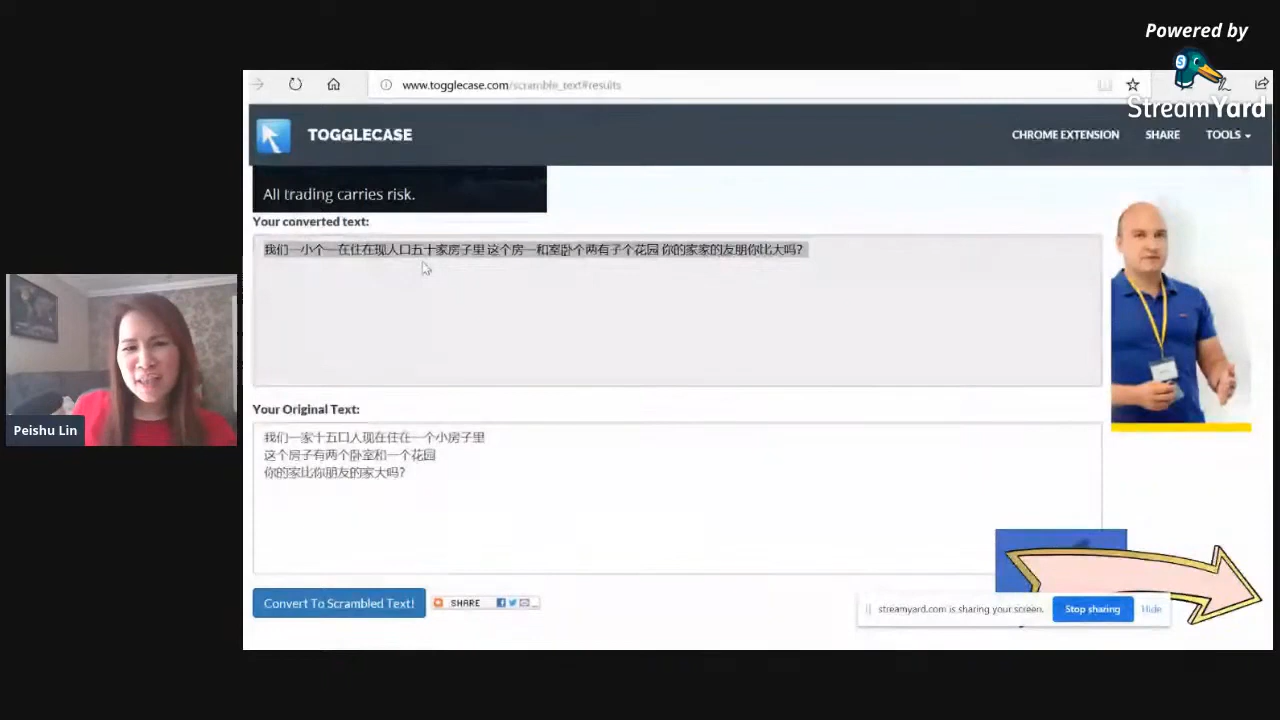 Powered by
StreamYard
www.togglecase.com/scramble_text#results
TOGGLECASE
CHROME EXTENSION
SHARE
TOOLS
All trading carries risk.
Your converted text:
我们一小个一在住在现人口五十家房子里 这个房一和室卧个两有子个花园 你的家家的友朋你比大吗?
Peishu Lin
Your Original Text:
我们一家十五口人现在住在一个小房子里
这个房子有两个卧室和一个花园
你的家比你朋友的家大吗?
Convert To Scrambled Text!
SHARE
streamyard.com is sharing your screen.
Stop sharing
Hide